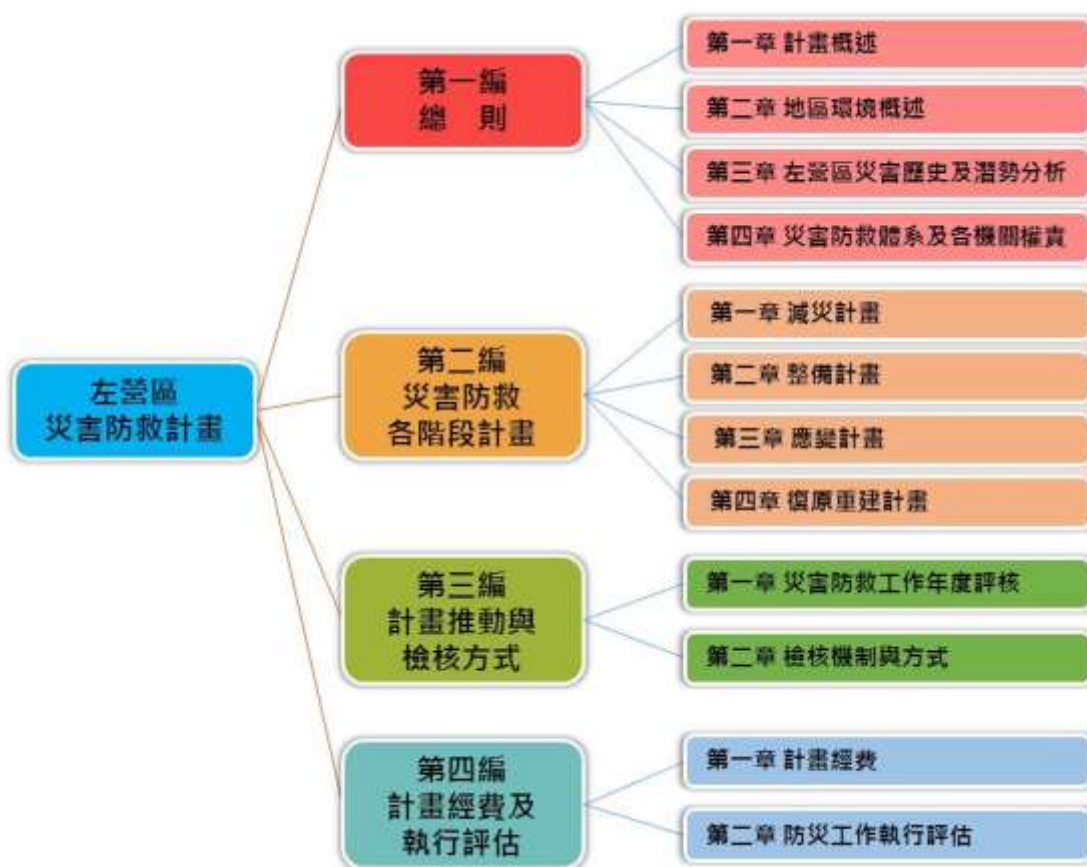 左營區
災害防救計畫
第一編
總　則
第一章 計畫概述
第二章 地區環境概述
第三章 左營區災害歷史及潛勢分析
第四章 災害防救體系及各機關權責
第二編
災害防救
各階段計畫
第一章 減災計畫
第二章 整備計畫
第三章 應變計畫
第四章 復原重建計畫
第三編
計畫推動與
檢核方式
第一章 災害防救工作年度評核
第二章 檢核機制與方式
第四編
計畫經費及
執行評估
第一章 計畫經費
第二章 防災工作執行評估